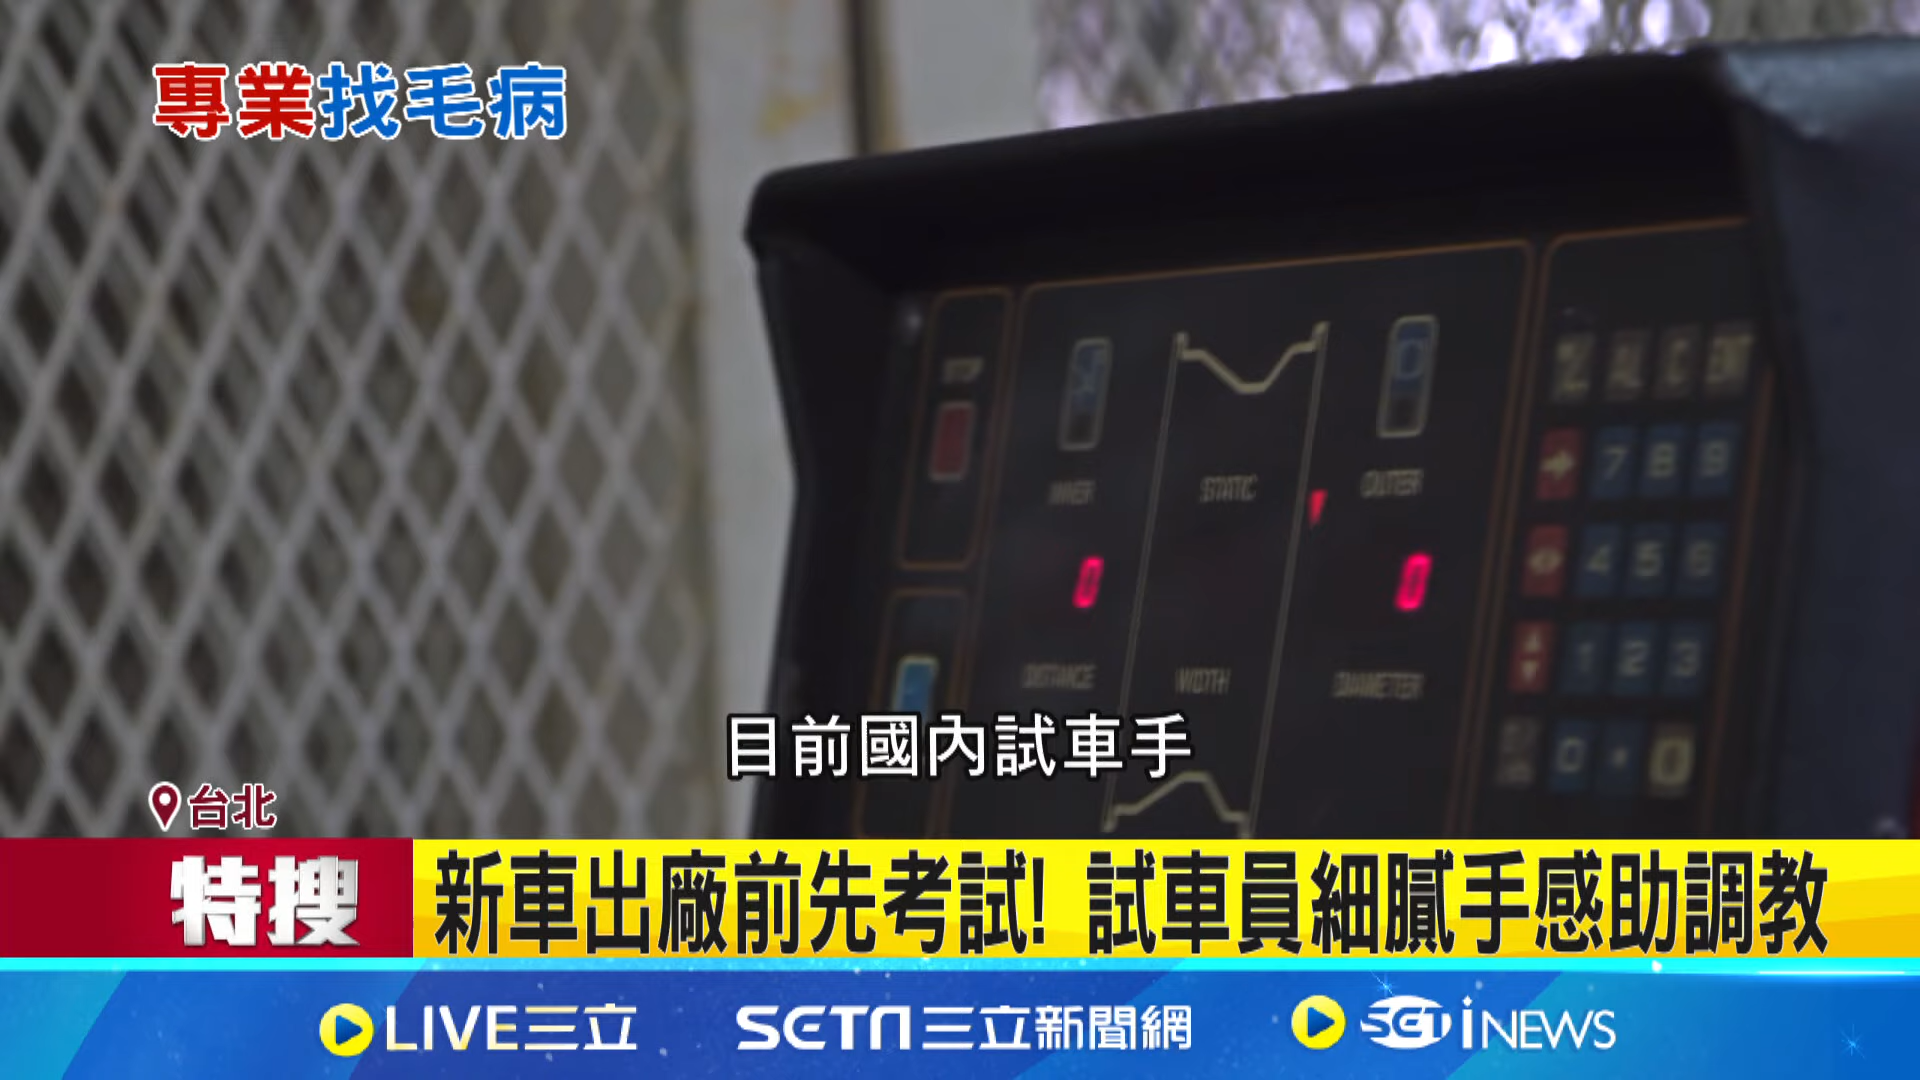 專業找毛病
STOP
INNER
STATIC
OUTER
7 8 9
4 5 6
DISTANCE
WIDTH
DIAMETER
1 2 3
0
目前國內試車手
台北
特搜
新車出廠前先考試! 試車員細膩手感助調教
LIVE三立
SETN三立新聞網
SET iNEWS